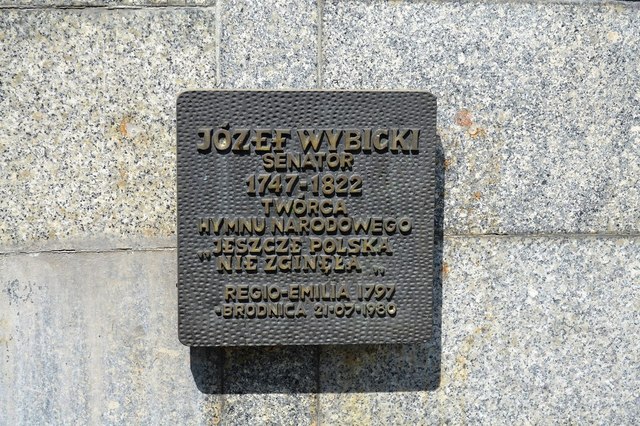 JÓZEF WYBICKI
SENATOR
1747-1822
TWÓRCA
HYMNU NARODOWEGO
„JESZCZE POLSKA
NIE ZGINĘŁA „
REGIO-EMILIA 1797
•BRODNICA 21•07•1980